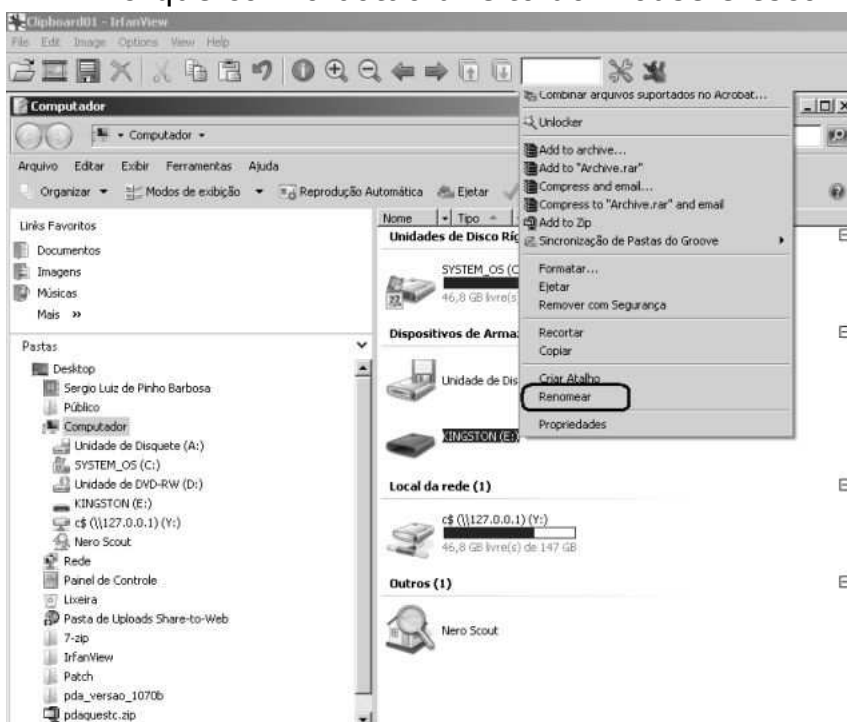 Clipboard01 - IrfanView
File Edit Image Options View Help
Computador
Computador
Arquivo Editar Exibir Ferramentas Ajuda
Organizar Modos de exibição Reprodução Automática Ejetar
Links Favoritos
Documentos
Imagens
Músicas
Mais »
Pastas
Desktop
Sergio Luiz de Pinho Barbosa
Público
Computador
Unidade de Disquete (A:)
SYSTEM_OS (C:)
Unidade de DVD-RW (D:)
KINGSTON (E:)
c$ (\\127.0.0.1) (Y:)
Nero Scout
Rede
Painel de Controle
Lixeira
Pasta de Uploads Share-to-Web
7-zip
IrfanView
Patch
pda_versao_1070b
pdaquestc.zip
Nome Tipo
Unidades de Disco Ríg
SYSTEM_OS (C
46,8 GB livre(s)
Dispositivos de Arma
Unidade de Dis
KINGSTON (E:)
Local da rede (1)
c$ (\\127.0.0.1) (Y:)
46,8 GB livre(s) de 147 GB
Outros (1)
Nero Scout
Combinar arquivos suportados no Acrobat...
Unlocker
Add to archive...
Add to "Archive.rar"
Compress and email...
Compress to "Archive.rar" and email
Add to Zip
Sincronização de Pastas do Groove
Formatar...
Ejetar
Remover com Segurança
Recortar
Copiar
Criar Atalho
Renomear
Propriedades